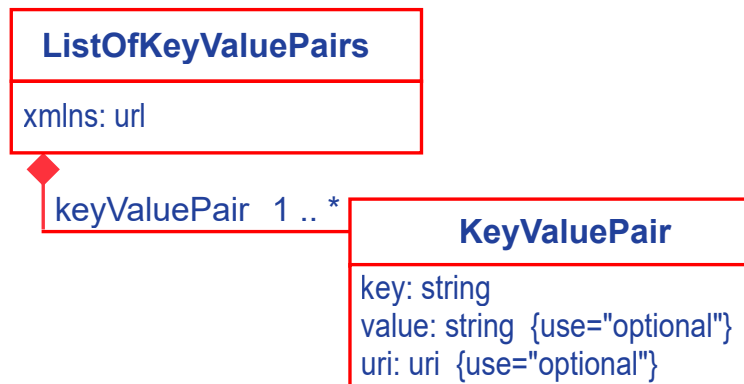 ListOfKeyValuePairs
xmlns: url
keyValuePair 1 .. *
KeyValuePair
key: string
value: string {use="optional"}
uri: uri {use="optional"}